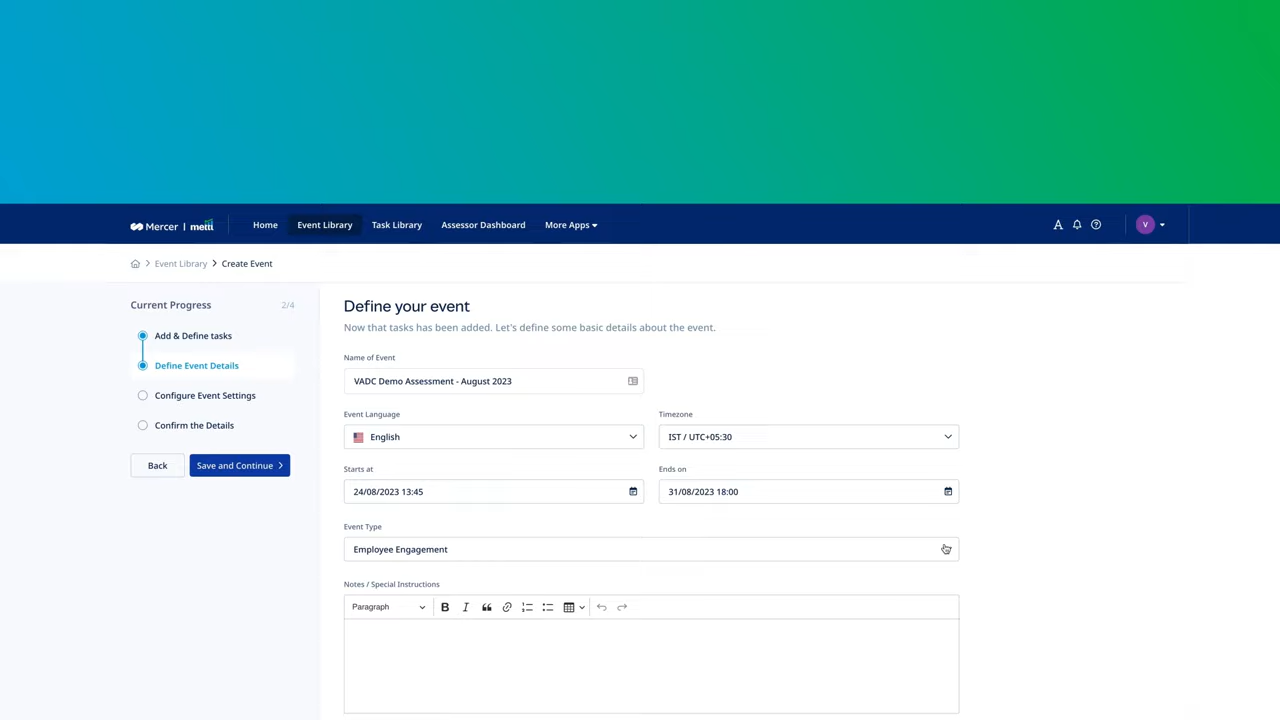 Mercer | mettl
Home
Event Library
Task Library
Assessor Dashboard
More Apps
A
V
Event Library
Create Event
Current Progress
2/4
Add & Define tasks
Define Event Details
Configure Event Settings
Confirm the Details
Back
Save and Continue
Define your event
Now that tasks has been added. Let's define some basic details about the event.
Name of Event
VADC Demo Assessment - August 2023
Event Language
Timezone
English
IST / UTC+05:30
Starts at
Ends on
24/08/2023 13:45
31/08/2023 18:00
Event Type
Employee Engagement
Notes / Special Instructions
Paragraph
B I